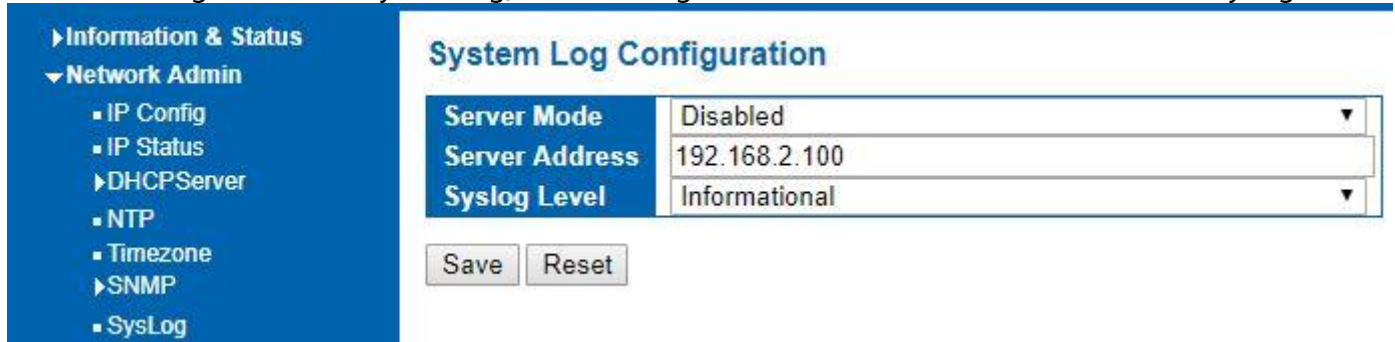 Information & Status
Network Admin
IP Config
IP Status
DHCPServer
NTP
Timezone
SNMP
SysLog
System Log Configuration
Server Mode Disabled
Server Address 192.168.2.100
Syslog Level Informational
Save Reset